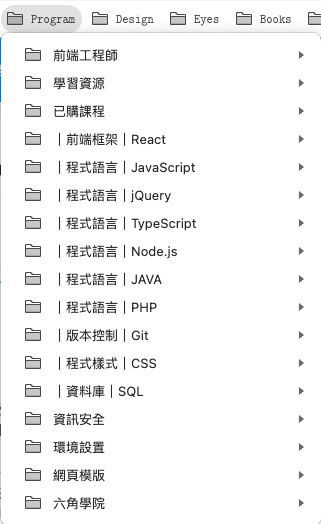 Program Design Eyes Books
前端工程師
學習資源
已購課程
｜前端框架｜React
｜程式語言｜JavaScript
｜程式語言｜jQuery
｜程式語言｜TypeScript
｜程式語言｜Node.js
｜程式語言｜JAVA
｜程式語言｜PHP
｜版本控制｜Git
｜程式樣式｜CSS
｜資料庫｜SQL
資訊安全
環境設置
網頁模版
六角學院